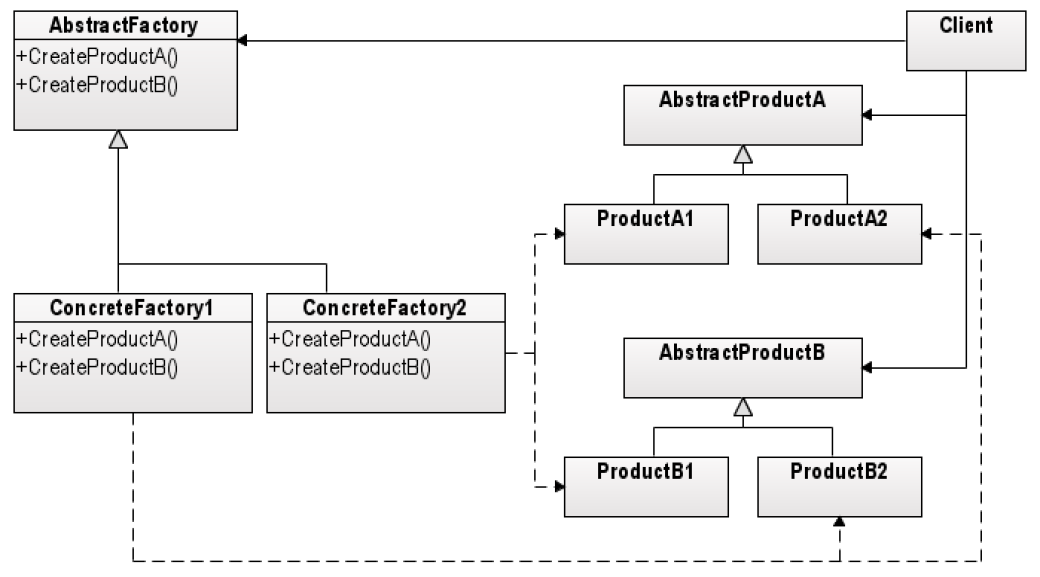 AbstractFactory
+CreateProductA()
+CreateProductB()
Client
AbstractProductA
ProductA1
ProductA2
ConcreteFactory1
+CreateProductA()
+CreateProductB()
ConcreteFactory2
+CreateProductA()
+CreateProductB()
AbstractProductB
ProductB1
ProductB2